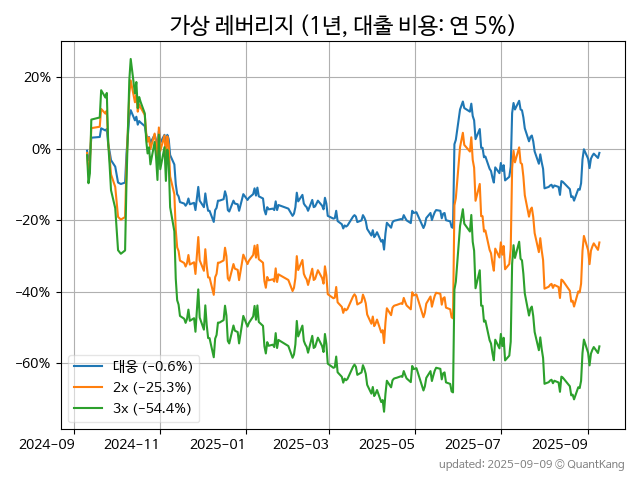 가상 레버리지 (1년, 대출 비용: 연 5%)
20%
0%
−20%
−40%
−60%
대웅 (−0.6%)
2x (−25.3%)
3x (−54.4%)
2024-09 2024-11 2025-01 2025-03 2025-05 2025-07 2025-09
updated: 2025-09-09 © QuantKang